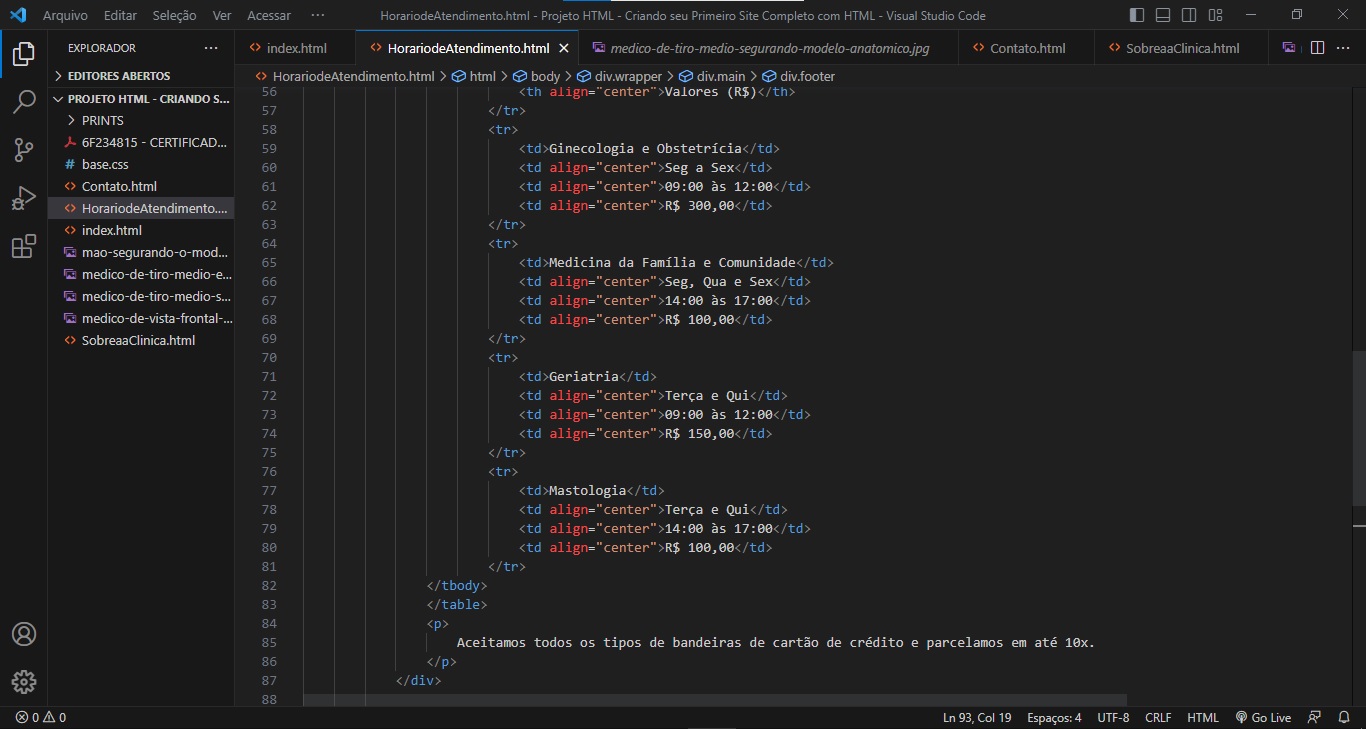 Arquivo Editar Seleção Ver Acessar ··· HorariodeAtendimento.html - Projeto HTML - Criando seu Primeiro Site Completo com HTML - Visual Studio Code
EXPLORADOR ···
EDITORES ABERTOS
PROJETO HTML - CRIANDO S...
PRINTS
6F234815 - CERTIFICAD...
# base.css
<> Contato.html
<> HorariodeAtendimento....
<> index.html
mao-segurando-o-mod...
medico-de-tiro-medio-e...
medico-de-tiro-medio-s...
medico-de-vista-frontal-...
<> SobreaaClinica.html
<> index.html <> HorariodeAtendimento.html × medico-de-tiro-medio-segurando-modelo-anatomico.jpg <> Contato.html <> SobreaaClinica.html ···
<> HorariodeAtendimento.html > html > body > div.wrapper > div.main > div.footer
56 <th align="center">Valores (R$)</th>
57 </tr>
58 <tr>
59 <td>Ginecologia e Obstetrícia</td>
60 <td align="center">Seg a Sex</td>
61 <td align="center">09:00 às 12:00</td>
62 <td align="center">R$ 300,00</td>
63 </tr>
64 <tr>
65 <td>Medicina da Família e Comunidade</td>
66 <td align="center">Seg, Qua e Sex</td>
67 <td align="center">14:00 às 17:00</td>
68 <td align="center">R$ 100,00</td>
69 </tr>
70 <tr>
71 <td>Geriatria</td>
72 <td align="center">Terça e Qui</td>
73 <td align="center">09:00 às 12:00</td>
74 <td align="center">R$ 150,00</td>
75 </tr>
76 <tr>
77 <td>Mastologia</td>
78 <td align="center">Terça e Qui</td>
79 <td align="center">14:00 às 17:00</td>
80 <td align="center">R$ 100,00</td>
81 </tr>
82 </tbody>
83 </table>
84 <p>
85 Aceitamos todos os tipos de bandeiras de cartão de crédito e parcelamos em até 10x.
86 </p>
87 </div>
88
0 0 Ln 93, Col 19 Espaços: 4 UTF-8 CRLF HTML Go Live